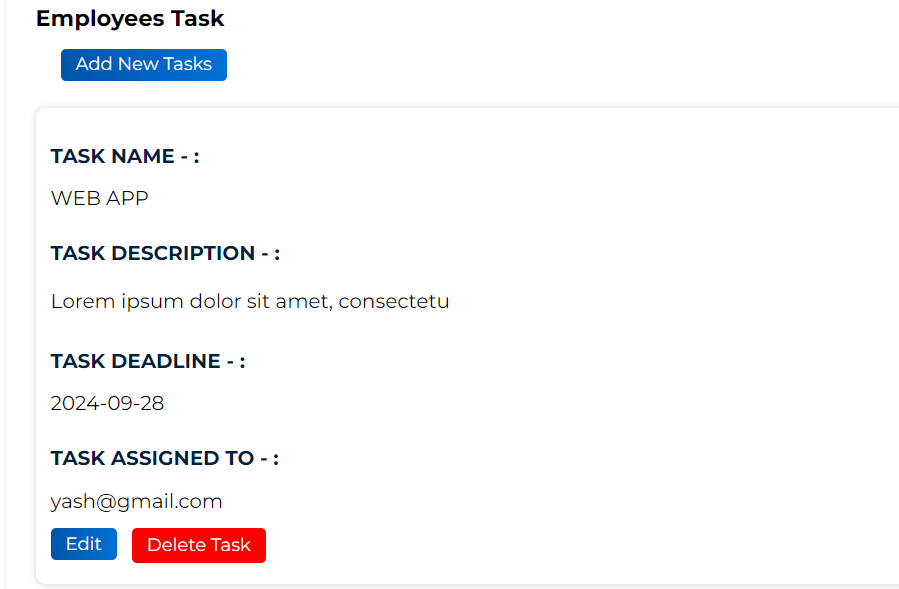 Employees Task
Add New Tasks
TASK NAME - :
WEB APP
TASK DESCRIPTION - :
Lorem ipsum dolor sit amet, consectetu
TASK DEADLINE - :
2024-09-28
TASK ASSIGNED TO - :
yash@gmail.com
Edit Delete Task